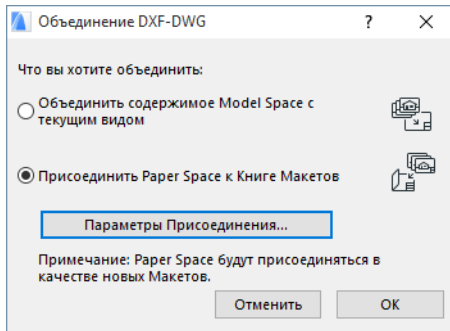 Объединение DXF-DWG
?
Что вы хотите объединить:
Объединить содержимое Model Space с
текущим видом
Присоединить Paper Space к Книге Макетов
Параметры Присоединения...
Примечание: Paper Space будут присоединяться в
качестве новых Макетов.
Отменить
ОК